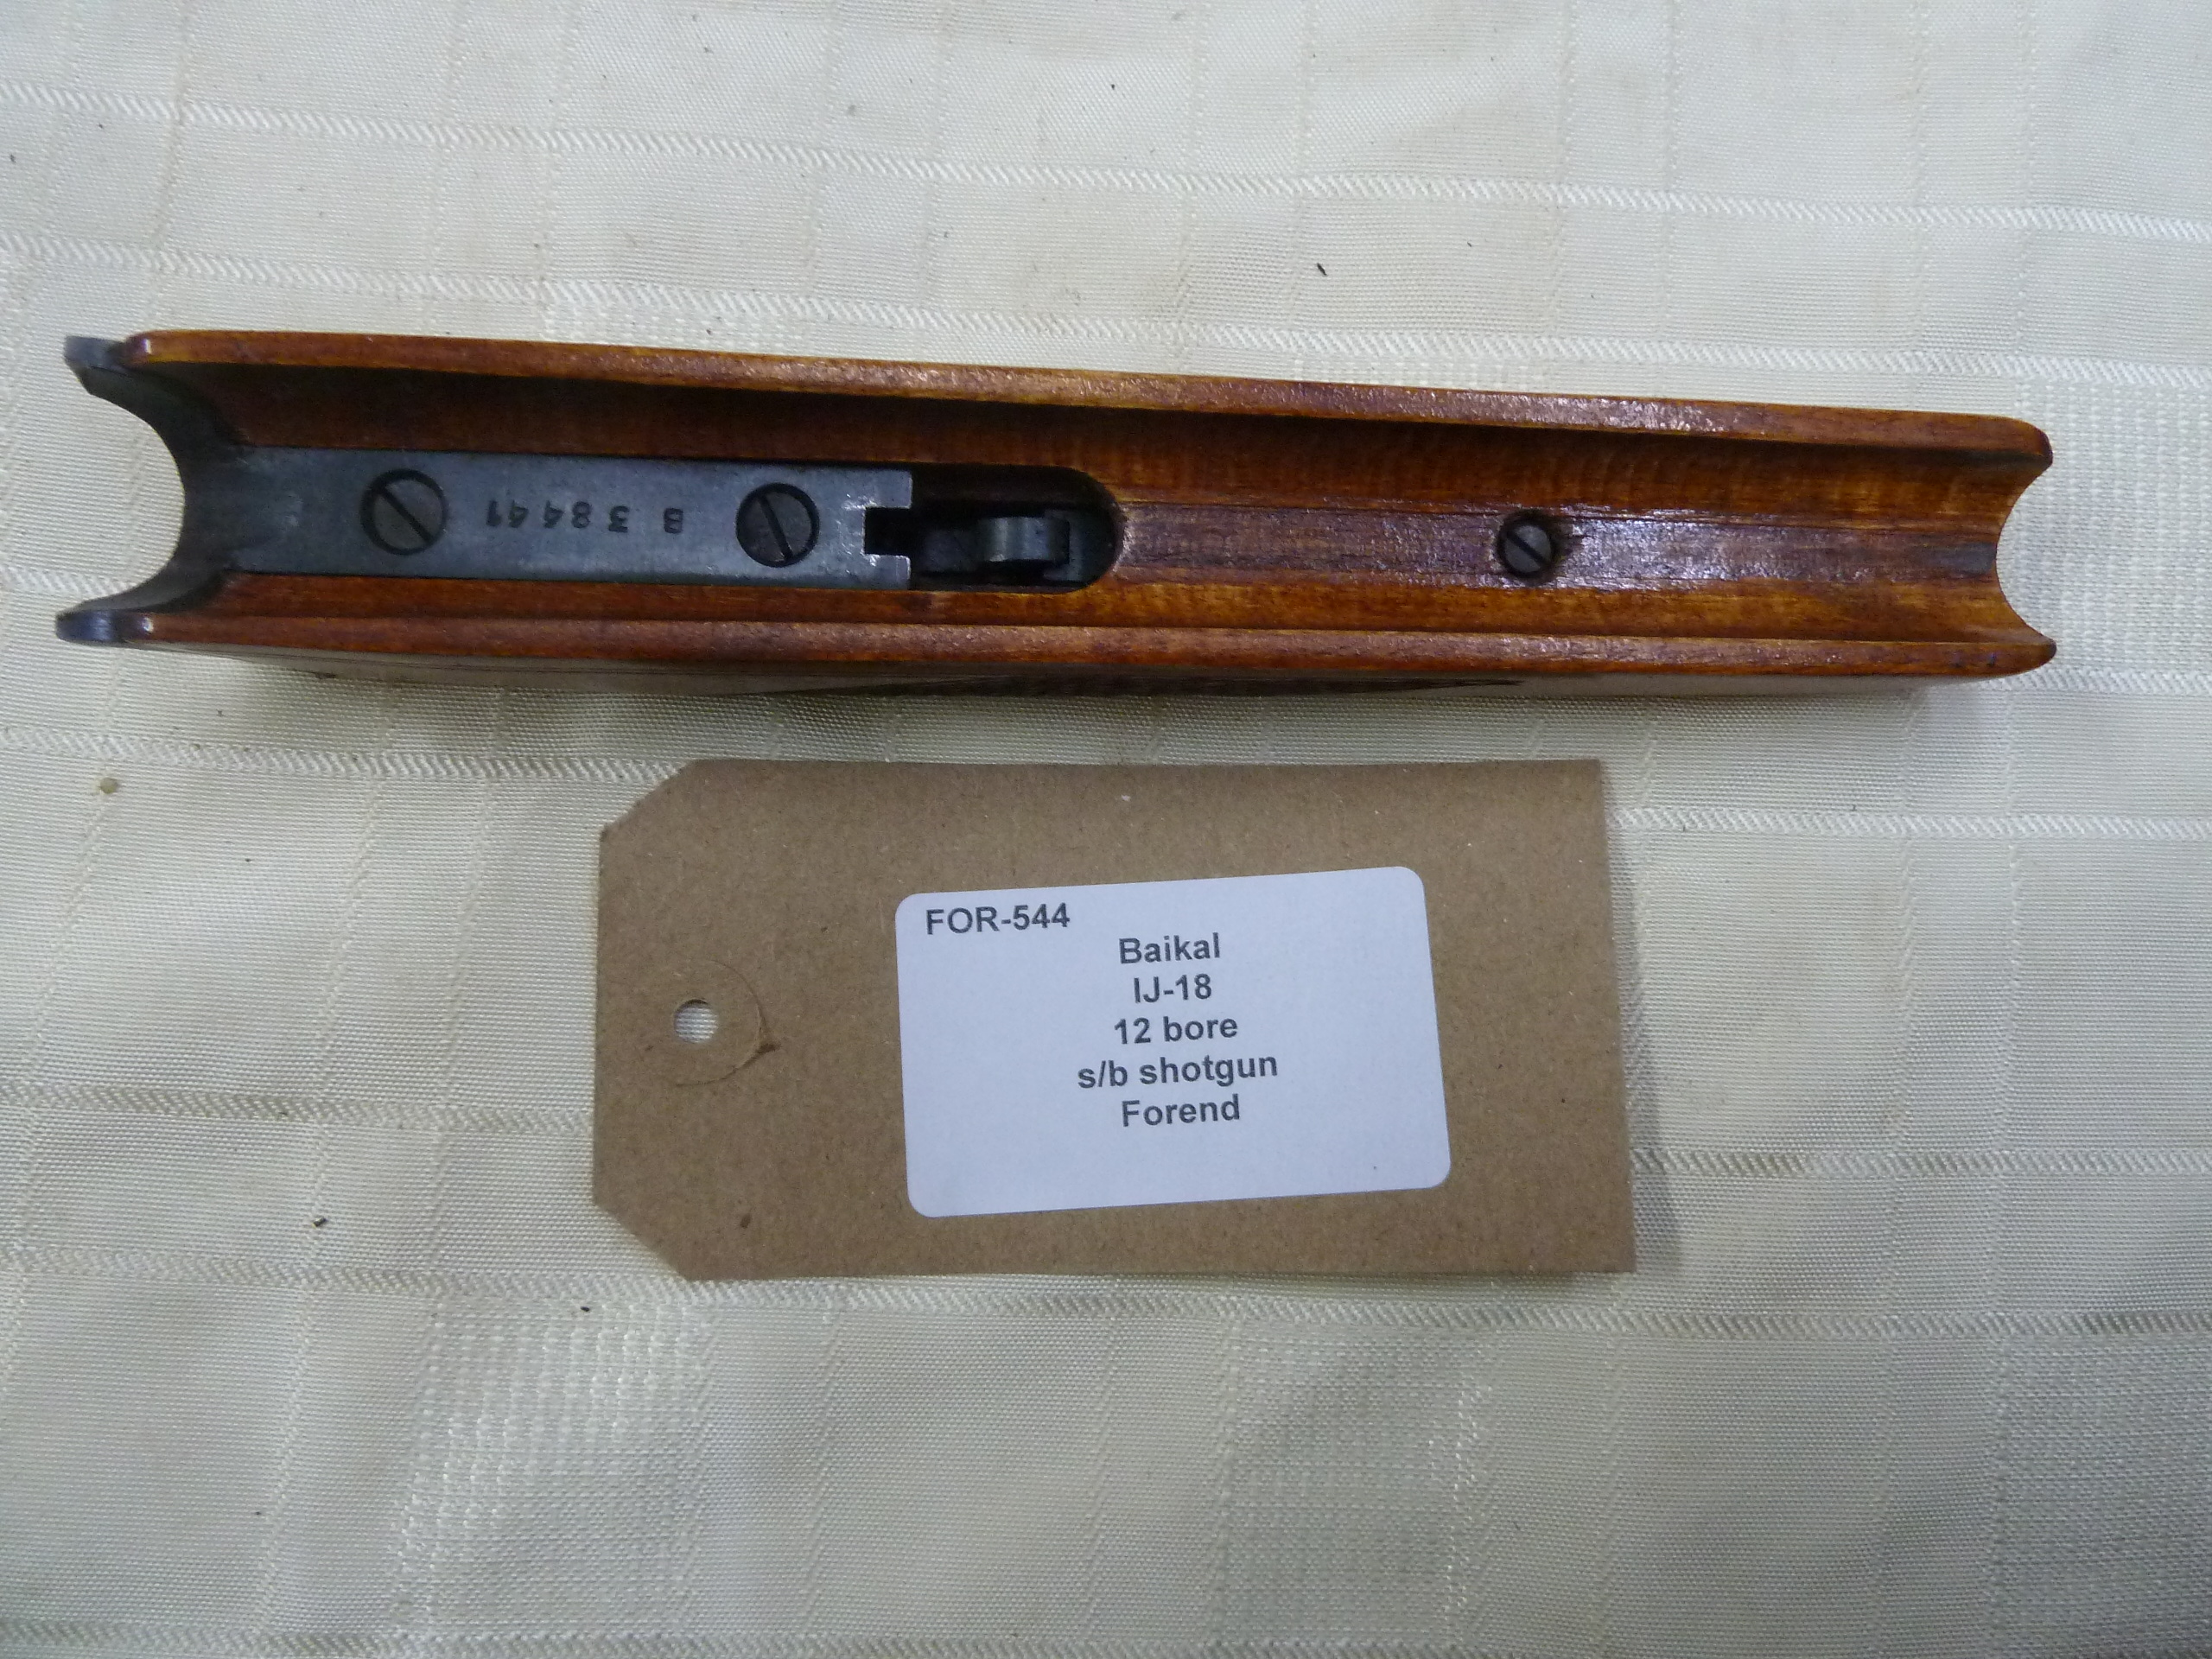 B 38441
FOR-544
Baikal
IJ-18
12 bore
s/b shotgun
Forend